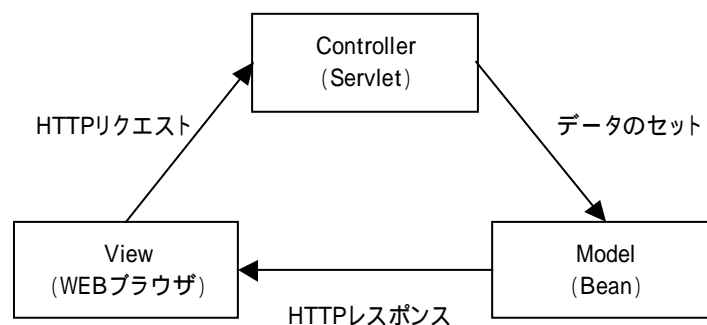 Controller
(Servlet)
HTTPリクエスト
データのセット
View
(WEBブラウザ)
Model
(Bean)
HTTPレスポンス